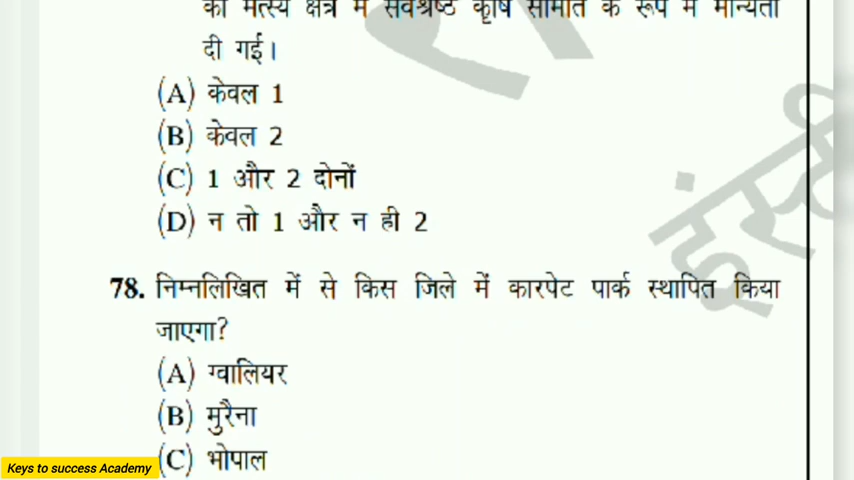 को मत्स्य क्षेत्र में सर्वश्रेष्ठ कृषि समिति के रूप में मान्यता
दी गई।
(A) केवल 1
(B) केवल 2
(C) 1 और 2 दोनों
(D) न तो 1 और न ही 2
78. निम्नलिखित में से किस जिले में कारपेट पार्क स्थापित किया
जाएगा?
(A) ग्वालियर
(B) मुरैना
(C) भोपाल
Keys to success Academy